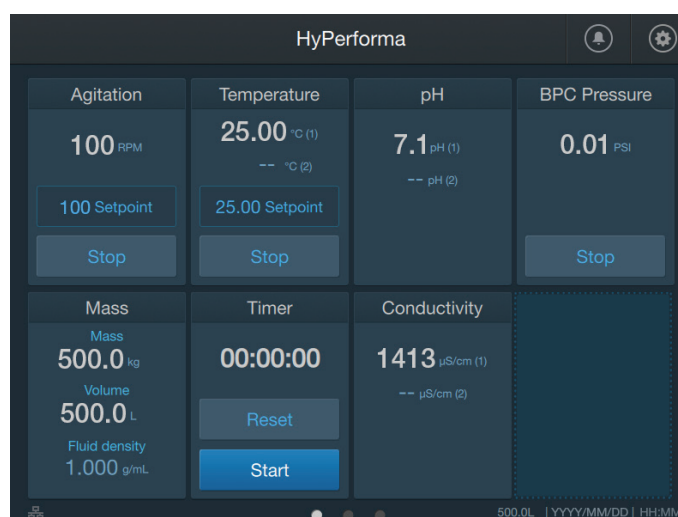 HyPerforma
Agitation
100 RPM
100 Setpoint
Stop
Temperature
25.00 °C (1)
-- °C (2)
25.00 Setpoint
Stop
pH
7.1 pH (1)
-- pH (2)
BPC Pressure
0.01 PSI
Stop
Mass
Mass
500.0 kg
Volume
500.0 L
Fluid density
1.000 g/mL
Timer
00:00:00
Reset
Start
Conductivity
1413 µS/cm (1)
-- µS/cm (2)
500.0L | YYYY/MM/DD | HH:MM